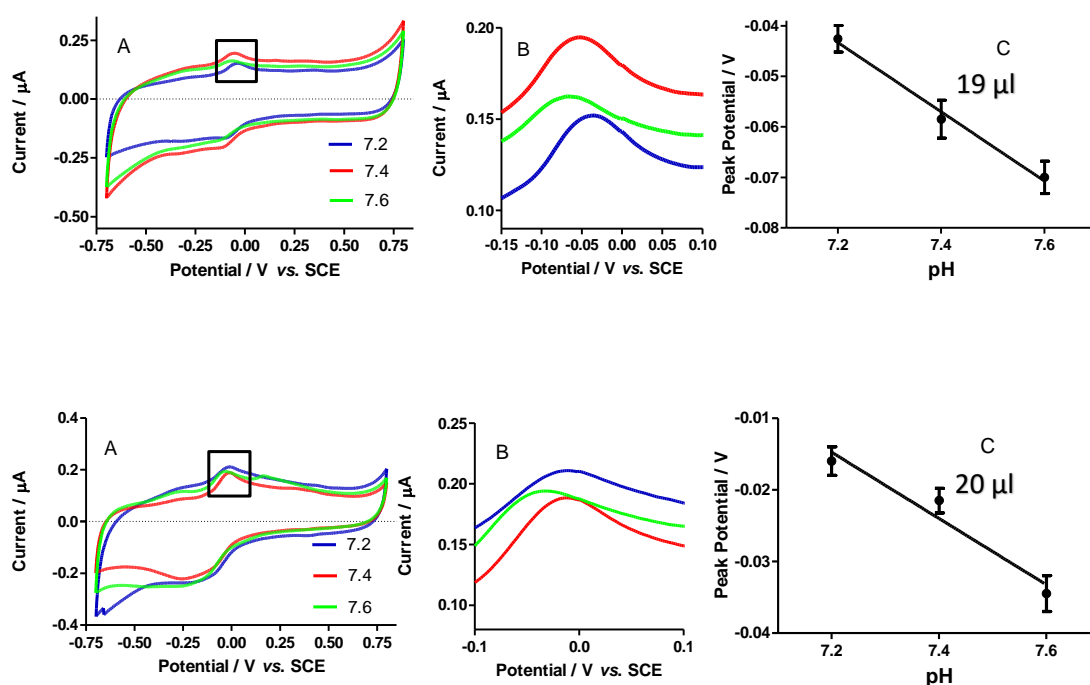 A
Current / µA
0.25
0.00
-0.25
-0.50
7.2
7.4
7.6
-0.75 -0.50 -0.25 0.00 0.25 0.50 0.75
Potential / V vs. SCE
B
Current / µA
0.20
0.15
0.10
-0.15 -0.10 -0.05 0.00 0.05 0.10
Potential / V vs. SCE
C
19 µl
Peak Potential / V
-0.04
-0.05
-0.06
-0.07
-0.08
7.2 7.4 7.6
pH
A
Current / µA
0.4
0.2
0.0
-0.2
-0.4
7.2
7.4
7.6
-0.75 -0.50 -0.25 0.00 0.25 0.50 0.75
Potential / V vs. SCE
B
Current / µA
0.25
0.20
0.15
0.10
-0.1 0.0 0.1
Potential / V vs. SCE
C
20 µl
Peak Potential / V
-0.01
-0.02
-0.03
-0.04
7.2 7.4 7.6
pH